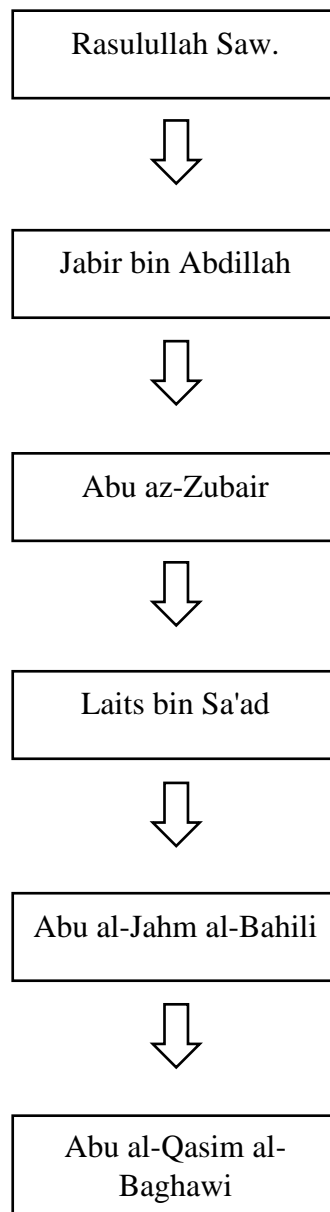 Rasulullah Saw.
Jabir bin Abdillah
Abu az-Zubair
Laits bin Sa'ad
Abu al-Jahm al-Bahili
Abu al-Qasim al-
Baghawi